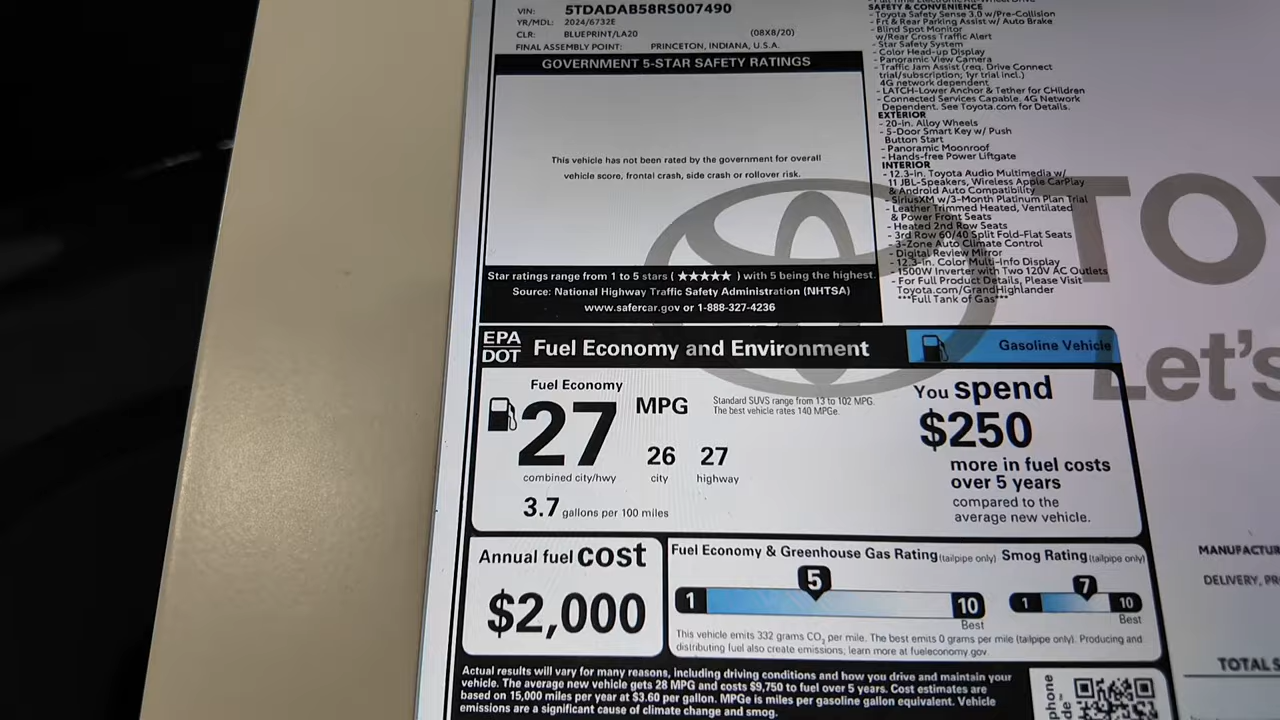 VIN: 5TDADAB58RS007490
YR/MDL: 2024/6732E
CLR: BLUEPRINT/LA20 (08X8/20)
FINAL ASSEMBLY POINT: PRINCETON, INDIANA, U.S.A.
GOVERNMENT 5-STAR SAFETY RATINGS
This vehicle has not been rated by the government for overall
vehicle score, frontal crash, side crash or rollover risk.
Star ratings range from 1 to 5 stars (★★★★★) with 5 being the highest.
Source: National Highway Traffic Safety Administration (NHTSA)
www.safercar.gov or 1-888-327-4236
SAFETY & CONVENIENCE
- Toyota Safety Sense 3.0 w/Pre-Collision
- Frt & Rear Parking Assist w/ Auto Brake
- Blind Spot Monitor
w/Rear Cross Traffic Alert
- Star Safety System
- Color Head-up Display
- Panoramic View Camera
- Traffic Jam Assist (req. Drive Connect
trial/subscription; 1yr trial incl.)
4G network dependent
- LATCH-Lower Anchor & Tether for CHildren
- Connected Services Capable. 4G Network
Dependent. See Toyota.com for Details.
EXTERIOR
- 20-in. Alloy Wheels
- 5-Door Smart Key w/ Push
Button Start
- Panoramic Moonroof
- Hands-free Power Liftgate
INTERIOR
- 12.3-in. Toyota Audio Multimedia w/
11 JBL-Speakers, Wireless Apple CarPlay
& Android Auto Compatibility
- SiriusXM w/3-Month Platinum Plan Trial
- Leather Trimmed Heated, Ventilated
& Power Front Seats
- Heated 2nd Row Seats
- 3rd Row 60/40 Split Fold-Flat Seats
- 3-Zone Auto Climate Control
- Digital Review Mirror
- 12.3-in. Color Multi-Info Display
- 1500W Inverter with Two 120V AC Outlets
- For Full Product Details, Please Visit
Toyota.com/GrandHighlander
***Full Tank of Gas***
TOYO
Let's
EPA
DOT
Fuel Economy and Environment
Gasoline Vehicle
Fuel Economy
27 MPG
combined city/hwy
26 city
27 highway
3.7 gallons per 100 miles
Standard SUVS range from 13 to 102 MPG.
The best vehicle rates 140 MPGe.
You spend
$250
more in fuel costs
over 5 years
compared to the
average new vehicle.
Annual fuel cost
$2,000
Fuel Economy & Greenhouse Gas Rating (tailpipe only)
1 5 10
Best
Smog Rating (tailpipe only)
1 7 10
Best
This vehicle emits 332 grams CO₂ per mile. The best emits 0 grams per mile (tailpipe only). Producing and
distributing fuel also create emissions; learn more at fueleconomy.gov.
Actual results will vary for many reasons, including driving conditions and how you drive and maintain your
vehicle. The average new vehicle gets 28 MPG and costs $9,750 to fuel over 5 years. Cost estimates are
based on 15,000 miles per year at $3.60 per gallon. MPGe is miles per gasoline gallon equivalent. Vehicle
emissions are a significant cause of climate change and smog.
phone
MANUFACTUR
DELIVERY, PR
TOTAL S